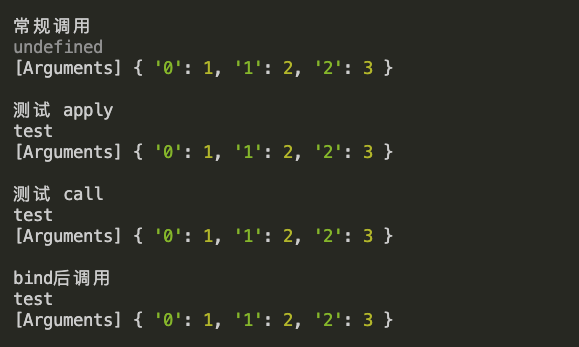 常规调用
undefined
[Arguments] { '0': 1, '1': 2, '2': 3 }
测试 apply
test
[Arguments] { '0': 1, '1': 2, '2': 3 }
测试 call
test
[Arguments] { '0': 1, '1': 2, '2': 3 }
bind后调用
test
[Arguments] { '0': 1, '1': 2, '2': 3 }